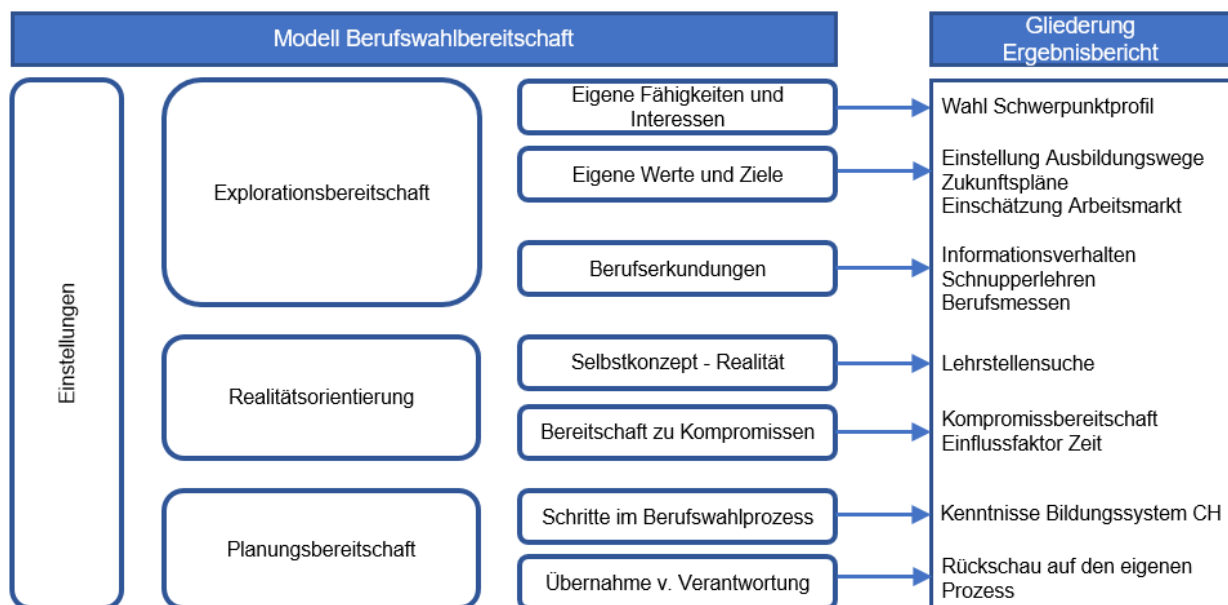 Modell Berufswahlbereitschaft
Gliederung
Ergebnisbericht
Einstellungen
Explorationsbereitschaft
Eigene Fähigkeiten und
Interessen
Wahl Schwerpunktprofil
Eigene Werte und Ziele
Einstellung Ausbildungswege
Zukunftspläne
Einschätzung Arbeitsmarkt
Berufserkundungen
Informationsverhalten
Schnupperlehren
Berufsmessen
Realitätsorientierung
Selbstkonzept - Realität
Lehrstellensuche
Bereitschaft zu Kompromissen
Kompromissbereitschaft
Einflussfaktor Zeit
Planungsbereitschaft
Schritte im Berufswahlprozess
Kenntnisse Bildungssystem CH
Übernahme v. Verantwortung
Rückschau auf den eigenen
Prozess